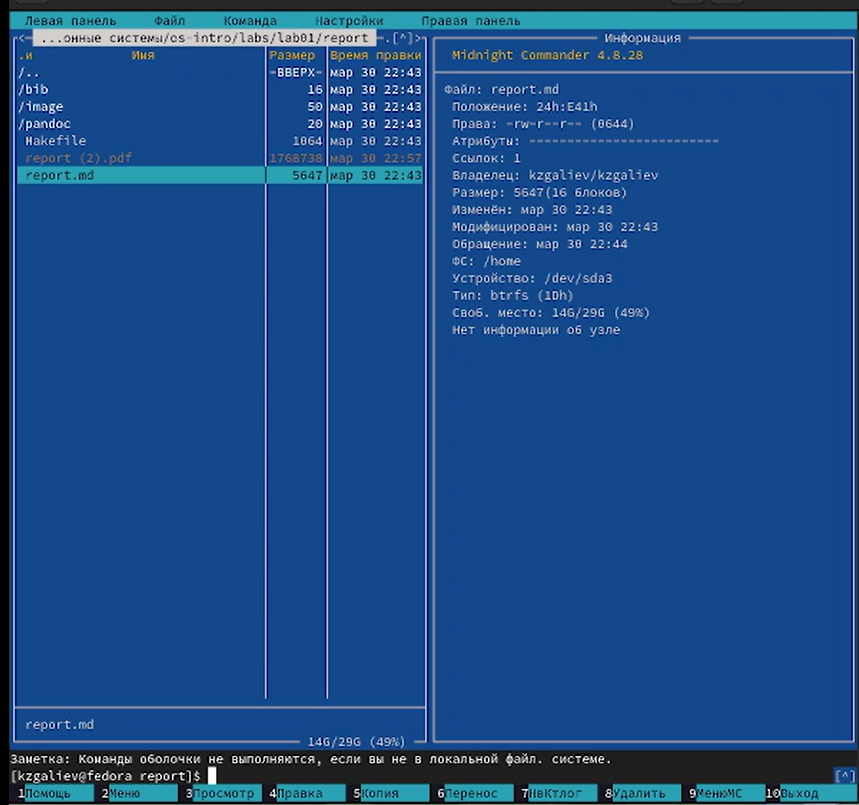 Левая панель Файл Команда Настройки Правая панель
<─ ...онные системы/os-intro/labs/lab01/report ─.[^]>
.и Имя Размер Время правки
/.. -ВВЕРХ- мар 30 22:43
/bib 16 мар 30 22:43
/image 50 мар 30 22:43
/pandoc 20 мар 30 22:43
Makefile 1064 мар 30 22:43
report (2).pdf 1768738 мар 30 22:57
report.md 5647 мар 30 22:43
report.md
14G/29G (49%)
Информация
Midnight Commander 4.8.28
Файл: report.md
Положение: 24h:E41h
Права: -rw-r--r-- (0644)
Атрибуты: -------------------------
Ссылок: 1
Владелец: kzgaliev/kzgaliev
Размер: 5647(16 блоков)
Изменён: мар 30 22:43
Модифицирован: мар 30 22:43
Обращение: мар 30 22:44
ФС: /home
Устройство: /dev/sda3
Тип: btrfs (1Dh)
Своб. место: 14G/29G (49%)
Нет информации об узле
Заметка: Команды оболочки не выполняются, если вы не в локальной файл. системе.
[kzgaliev@fedora report]$ [^]
1Помощь 2Меню 3Просмотр 4Правка 5Копия 6Перенос 7НвКтлог 8Удалить 9МенюMC 10Выход